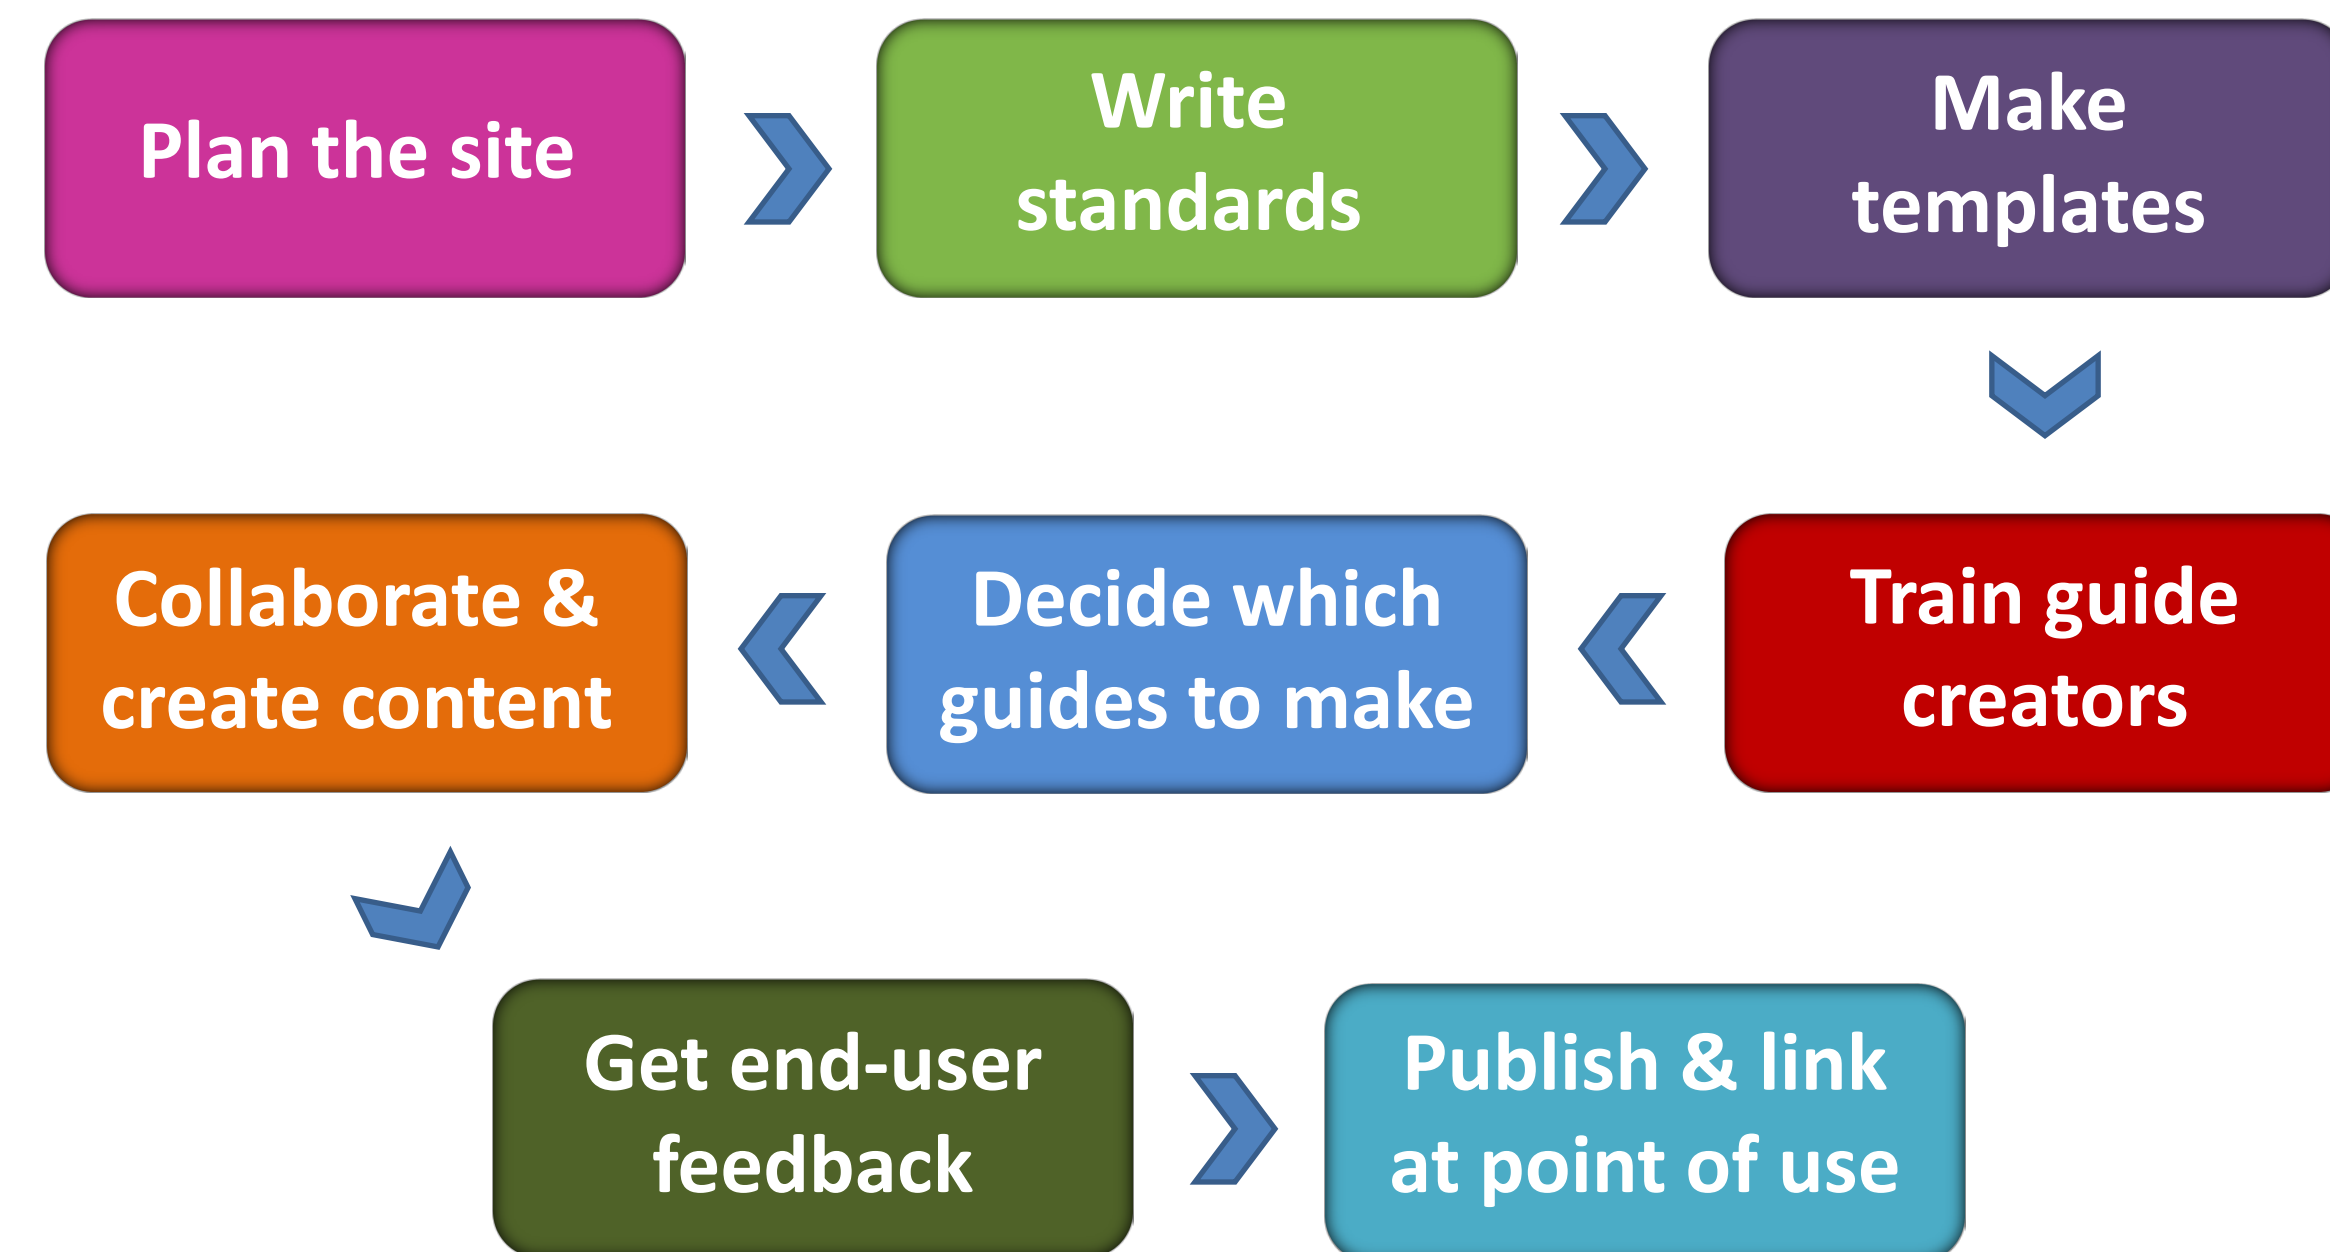 Plan the site
Write
standards
Make
templates
Train guide
creators
Decide which
guides to make
Collaborate &
create content
Get end-user
feedback
Publish & link
at point of use